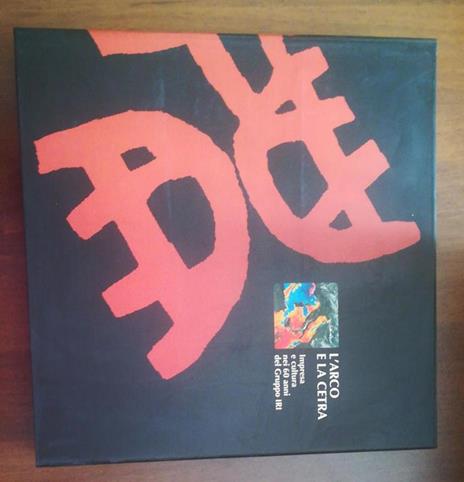 L'ARCO
E LA CETRA
Impresa
e cultura
nei 60 anni
del Gruppo IRI